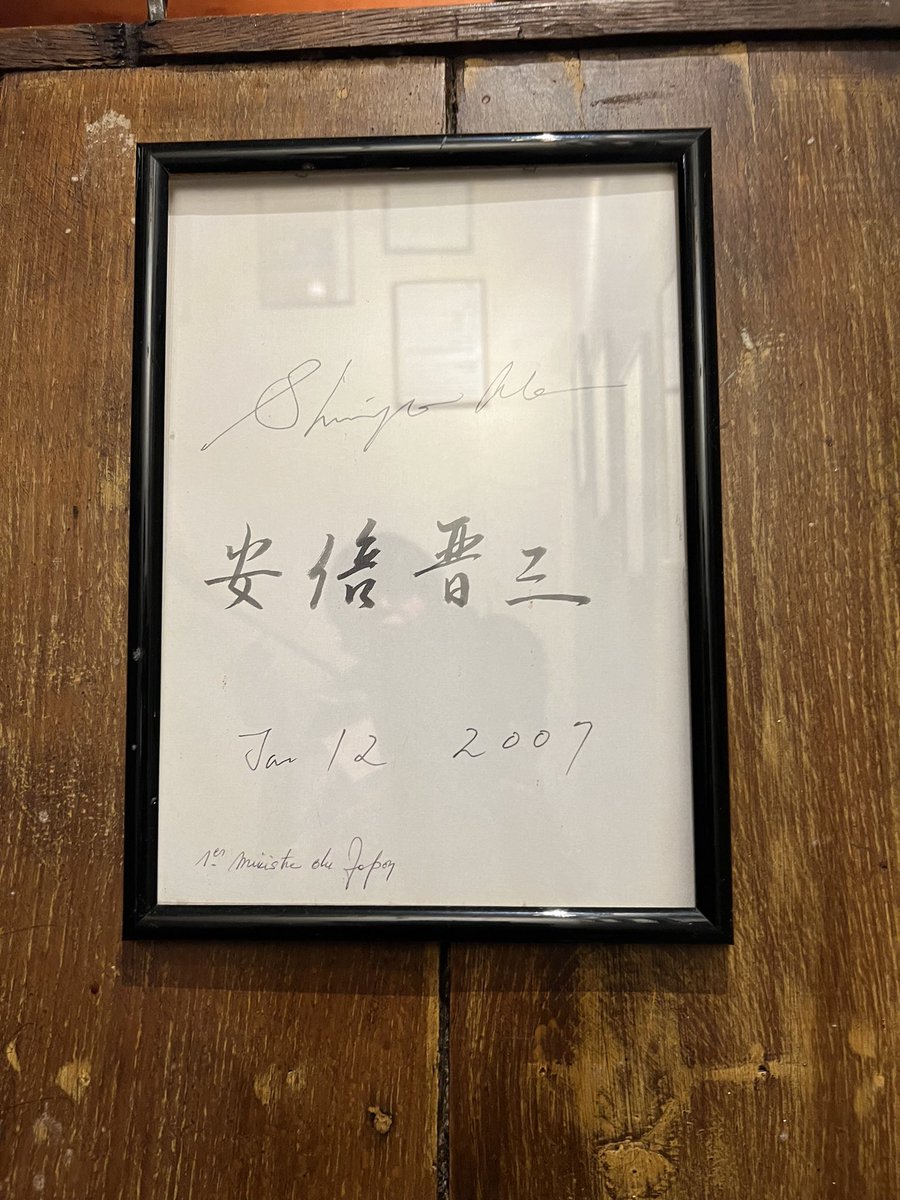 Shinzo Abe
安倍晋三
Jan 12 2007
1er ministre du Japon